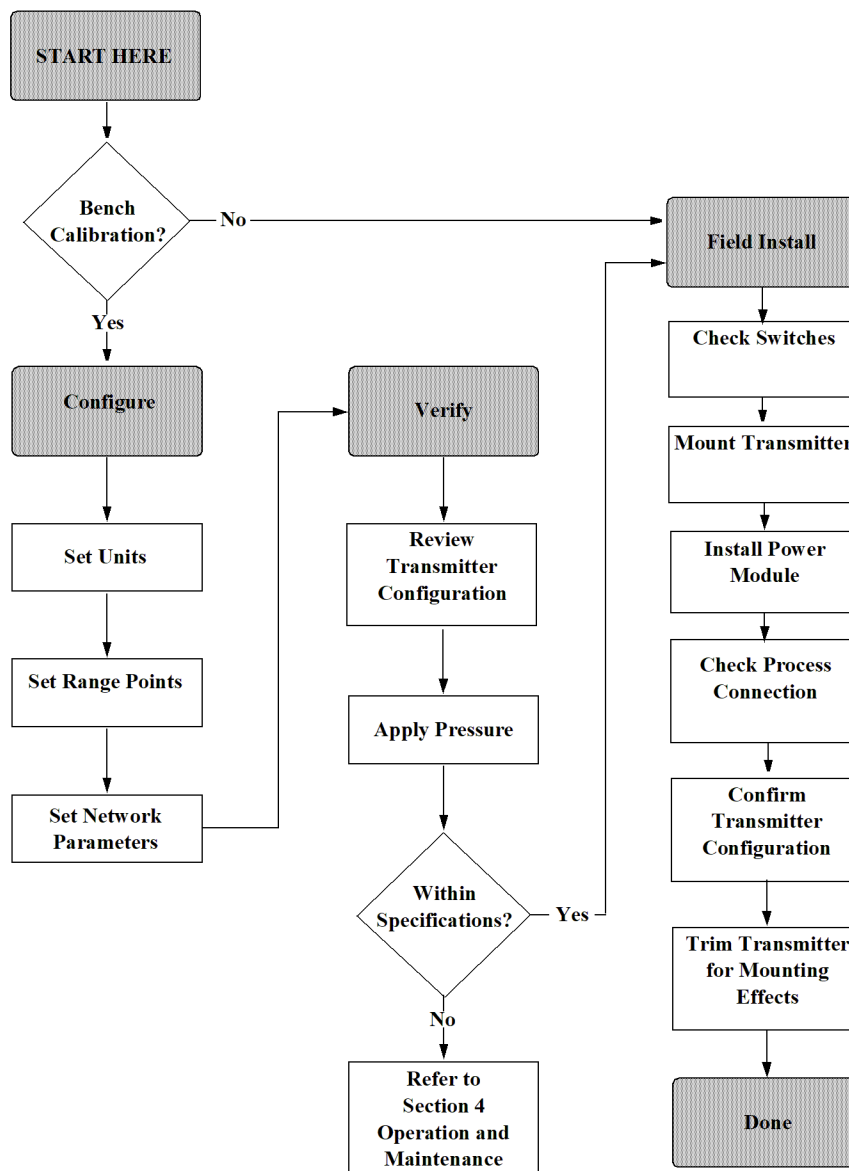 START HERE
Bench
Calibration?
No
Yes
Configure
Set Units
Set Range Points
Set Network
Parameters
Verify
Review
Transmitter
Configuration
Apply Pressure
Within
Specifications?
Yes
No
Refer to
Section 4
Operation and
Maintenance
Field Install
Check Switches
Mount Transmitter
Install Power
Module
Check Process
Connection
Confirm
Transmitter
Configuration
Trim Transmitter
for Mounting
Effects
Done